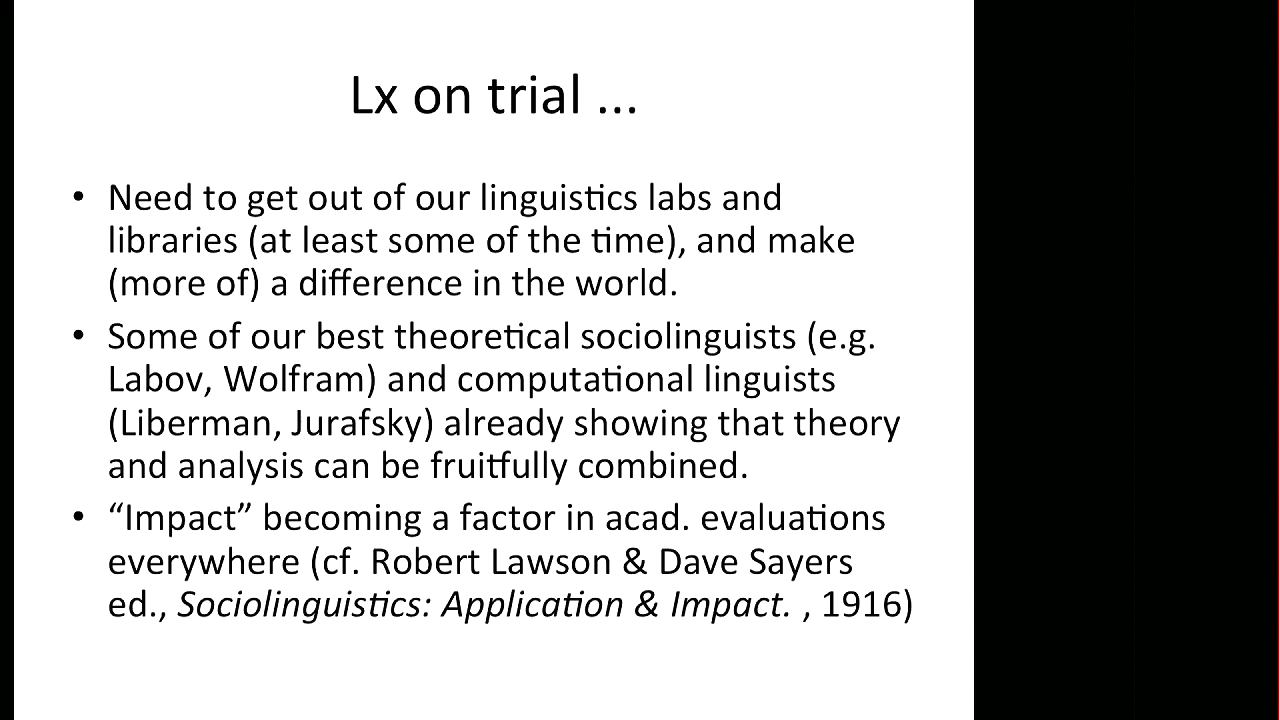 Lx on trial ...
• Need to get out of our linguistics labs and
libraries (at least some of the time), and make
(more of) a difference in the world.
• Some of our best theoretical sociolinguists (e.g.
Labov, Wolfram) and computational linguists
(Liberman, Jurafsky) already showing that theory
and analysis can be fruitfully combined.
• “Impact” becoming a factor in acad. evaluations
everywhere (cf. Robert Lawson & Dave Sayers
ed., Sociolinguistics: Application & Impact. , 1916)